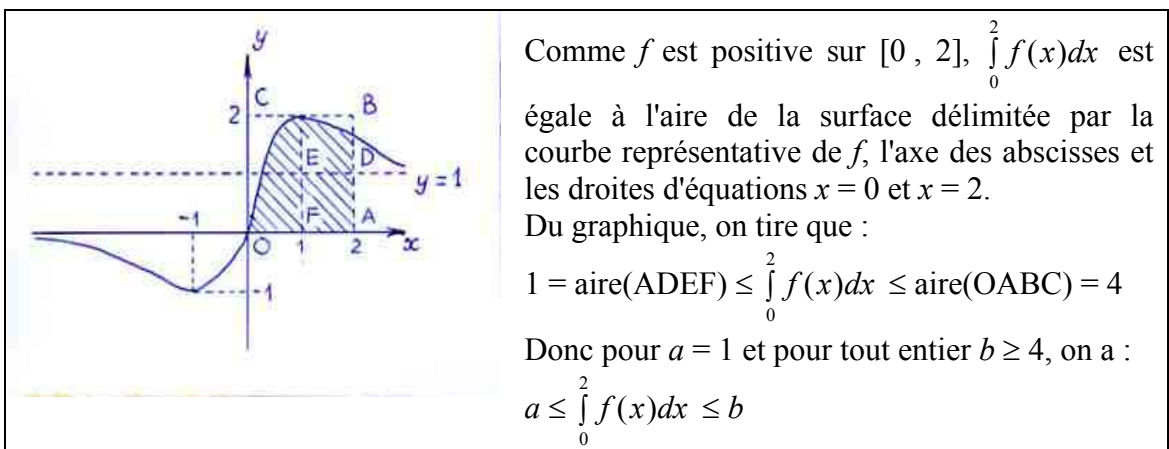 y
C
B
2
E
D
y=1
-1
F
A
O
1
2
x
-1
Comme f est positive sur [0 , 2], ∫₀² f(x)dx est
égale à l'aire de la surface délimitée par la
courbe représentative de f, l'axe des abscisses et
les droites d'équations x = 0 et x = 2.
Du graphique, on tire que :
1 = aire(ADEF) ≤ ∫₀² f(x)dx ≤ aire(OABC) = 4
Donc pour a = 1 et pour tout entier b ≥ 4, on a :
a ≤ ∫₀² f(x)dx ≤ b